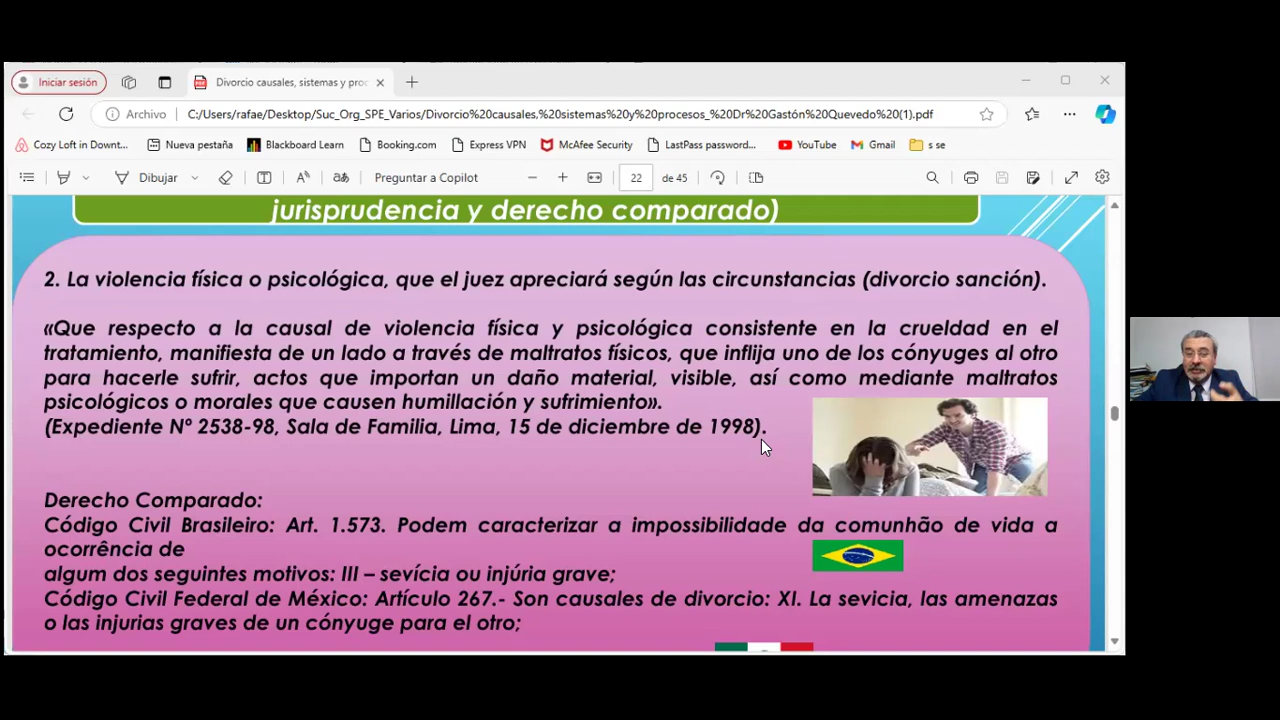 Iniciar sesión
Divorcio causales, sistemas y proc
Archivo
C:/Users/rafae/Desktop/Suc_Org_SPE_Varios/Divorcio%20causales,%20sistemas%20y%20procesos_%20Dr%20Gastón%20Quevedo%20(1).pdf
Cozy Loft in Downt... Nueva pestaña Blackboard Learn Booking.com Express VPN McAfee Security LastPass password... YouTube Gmail s se
Dibujar Preguntar a Copilot 22 de 45
jurisprudencia y derecho comparado)
2. La violencia física o psicológica, que el juez apreciará según las circunstancias (divorcio sanción).
«Que respecto a la causal de violencia física y psicológica consistente en la crueldad en el
tratamiento, manifiesta de un lado a través de maltratos físicos, que inflija uno de los cónyuges al otro
para hacerle sufrir, actos que importan un daño material, visible, así como mediante maltratos
psicológicos o morales que causen humillación y sufrimiento».
(Expediente Nº 2538-98, Sala de Familia, Lima, 15 de diciembre de 1998).
Derecho Comparado:
Código Civil Brasileiro: Art. 1.573. Podem caracterizar a impossibilidade da comunhão de vida a
ocorrência de
algum dos seguintes motivos: III – sevícia ou injúria grave;
Código Civil Federal de México: Artículo 267.- Son causales de divorcio: XI. La sevicia, las amenazas
o las injurias graves de un cónyuge para el otro;